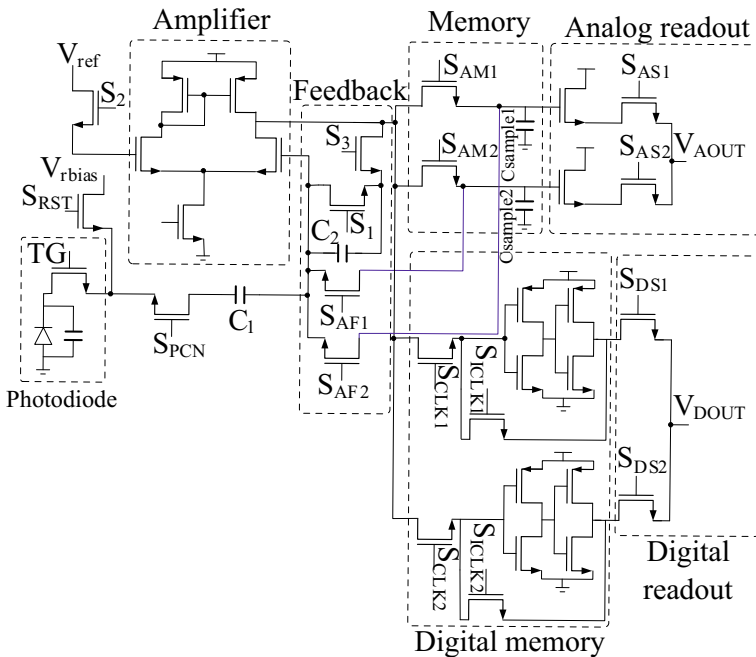 Amplifier
Memory
Analog readout
V_ref
S_2
Feedback
S_AM1
S_AS1
S_3
Csample1
S_AM2
S_AS2
V_AOUT
V_rbias
S_RST
S_1
C_2
Csample2
TG
S_AF1
C_1
S_PCN
S_AF2
Photodiode
S_CLK1
S_ICLK1
S_DS1
V_DOUT
S_DS2
S_CLK2
S_ICLK2
Digital
readout
Digital memory